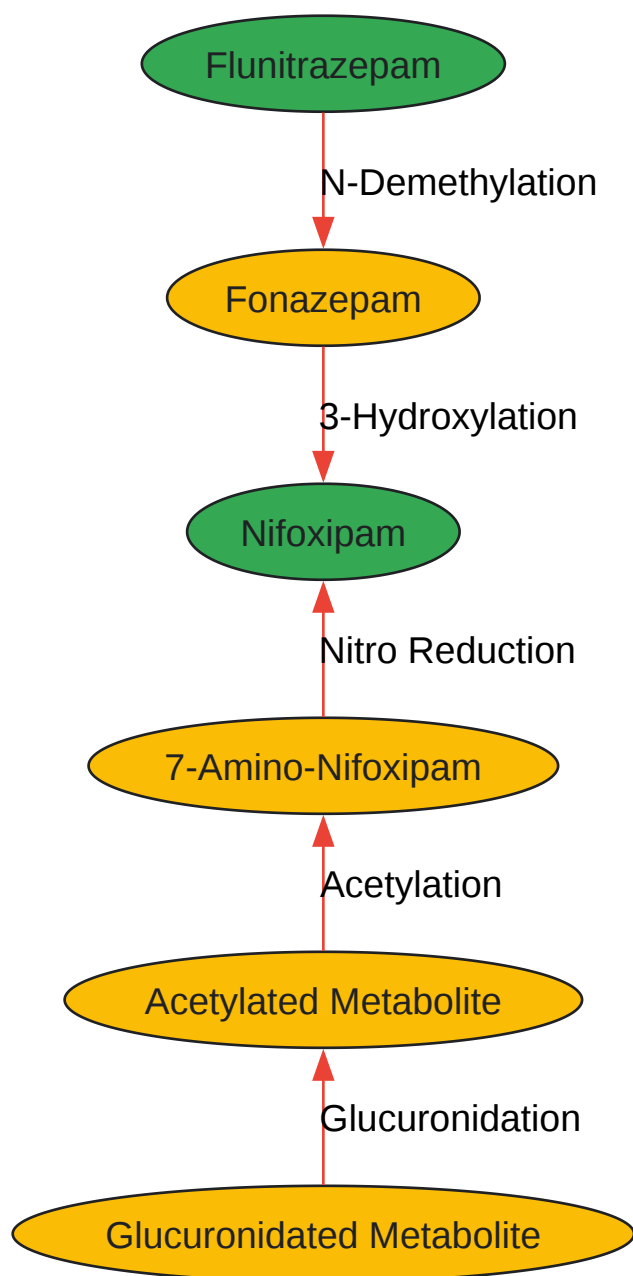 Flunitrazepam
N-Demethylation
Fonazepam
3-Hydroxylation
Nifoxipam
Nitro Reduction
7-Amino-Nifoxipam
Acetylation
Acetylated Metabolite
Glucuronidation
Glucuronidated Metabolite